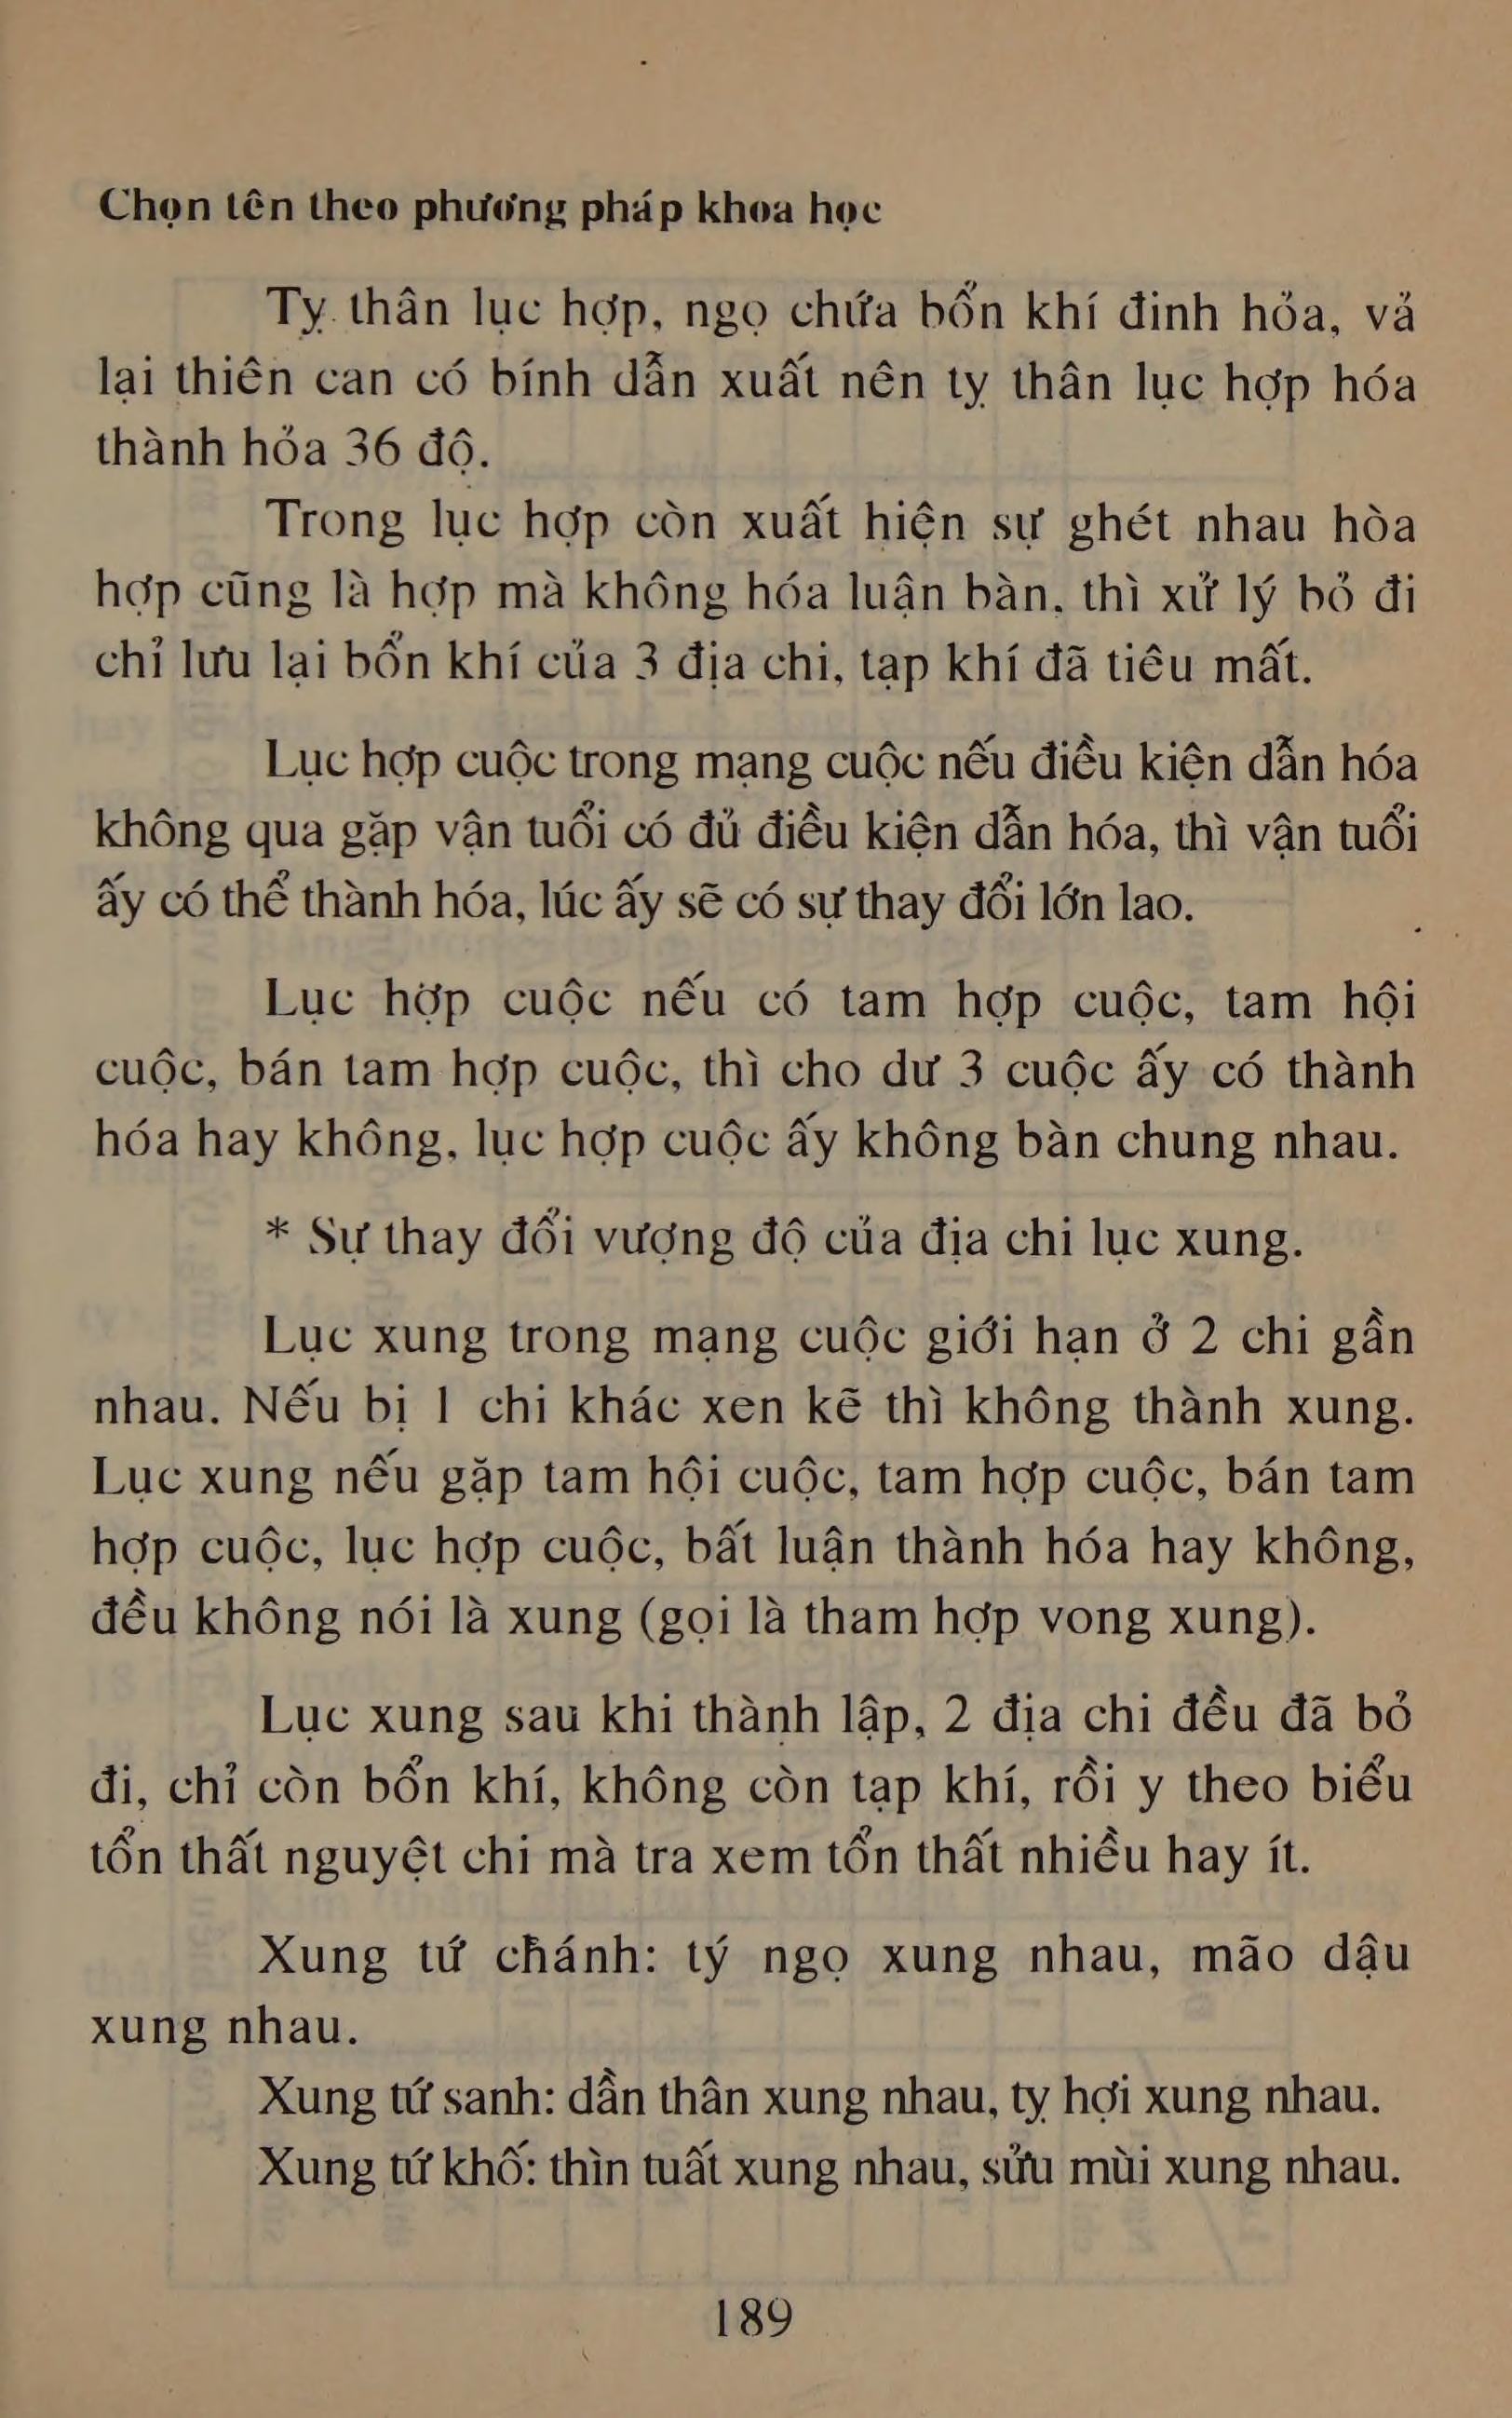 Chọn tên theo phương pháp khoa học
Tỵ thân lục hợp, ngọ chứa bổn khí đinh hỏa, vả
lại thiên can có bính dẫn xuất nên tỵ thân lục hợp hóa
thành hỏa 36 độ.
Trong lục hợp còn xuất hiện sự ghét nhau hòa
hợp cũng là hợp mà không hóa luận bàn, thì xử lý bỏ đi
chỉ lưu lại bổn khí của 3 địa chi, tạp khí đã tiêu mất.
Lục hợp cuộc trong mạng cuộc nếu điều kiện dẫn hóa
không qua gặp vận tuổi có đủ điều kiện dẫn hóa, thì vận tuổi
ấy có thể thành hóa, lúc ấy sẽ có sự thay đổi lớn lao.
Lục hợp cuộc nếu có tam hợp cuộc, tam hội
cuộc, bán tam hợp cuộc, thì cho dư 3 cuộc ấy có thành
hóa hay không, lục hợp cuộc ấy không bàn chung nhau.
* Sự thay đổi vượng độ của địa chi lục xung.
Lục xung trong mạng cuộc giới hạn ở 2 chi gần
nhau. Nếu bị 1 chi khác xen kẽ thì không thành xung.
Lục xung nếu gặp tam hội cuộc, tam hợp cuộc, bán tam
hợp cuộc, lục hợp cuộc, bất luận thành hóa hay không,
đều không nói là xung (gọi là tham hợp vong xung).
Lục xung sau khi thành lập, 2 địa chi đều đã bỏ
đi, chỉ còn bổn khí, không còn tạp khí, rồi y theo biểu
tổn thất nguyệt chi mà tra xem tổn thất nhiều hay ít.
Xung tứ chánh: tý ngọ xung nhau, mão dậu
xung nhau.
Xung tứ sanh: dần thân xung nhau, tỵ hợi xung nhau.
Xung tứ khố: thìn tuất xung nhau, sửu mùi xung nhau.
189